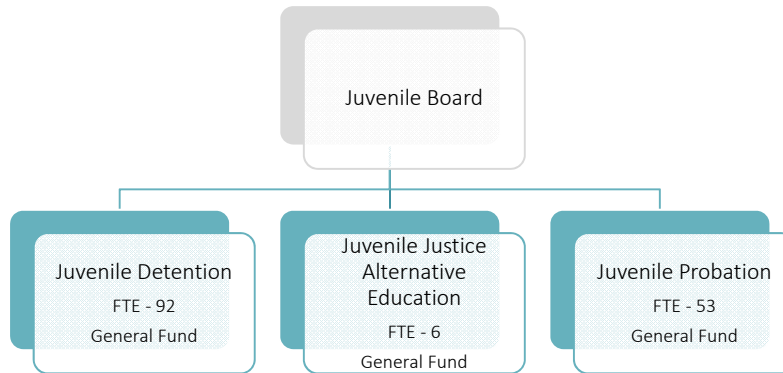 Juvenile Board
Juvenile Detention
FTE - 92
General Fund
Juvenile Justice
Alternative
Education
FTE - 6
General Fund
Juvenile Probation
FTE - 53
General Fund